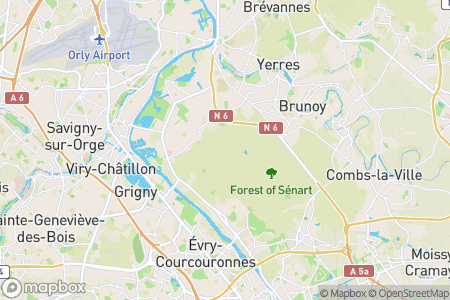 Brévannes
Orly Airport
Yerres
A 6
Brunoy
N 6
N 6
Savigny-
sur-Orge
Viry-Châtillon
Combs-la-Ville
Grigny
Forest of Sénart
ainte-Geneviève-
des-Bois
Évry-
Courcouronnes
Moissy
Cramay
A 5a
mapbox
© Mapbox © OpenStreetMap